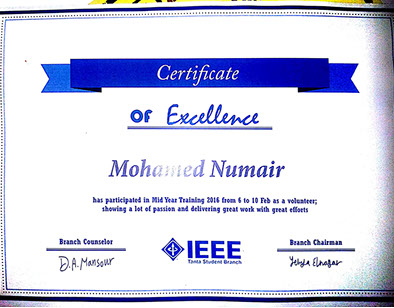 Certificate
OF Excellence
Mohamed Numair
has participated in Mid Year Training 2016 from 6 to 10 Feb as a volunteer;
showing a lot of passion and delivering great work with great efforts
Branch Counselor
Branch Chairman
D.A. Mansour
IEEE
Tanta Student Branch
Yehya Elnagar